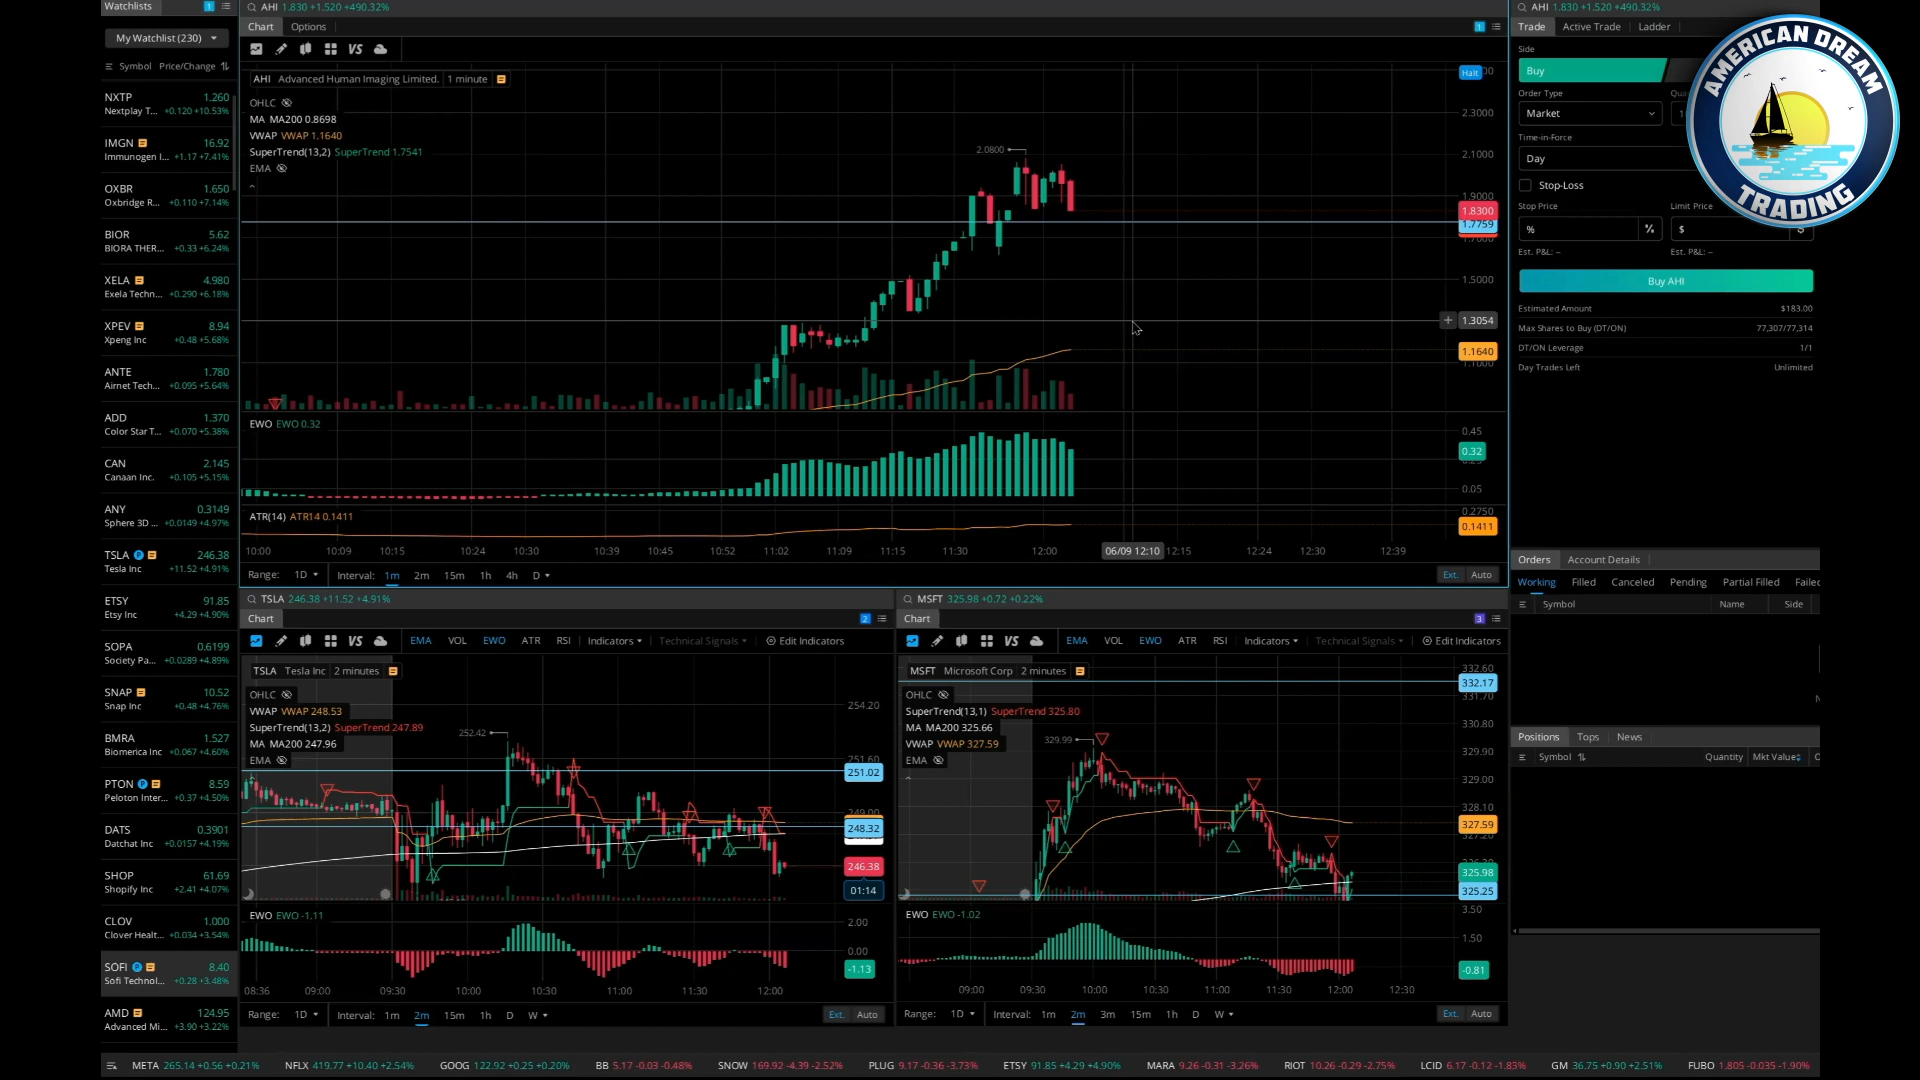 Watchlists 1
My Watchlist (230)
Symbol Price/Change
NXTP 1.260
Nextplay T... +0.120 +10.53%
IMGN 16.92
Immunogen I... +1.17 +7.41%
OXBR 1.650
Oxbridge R... +0.110 +7.14%
BIOR 5.62
BIORA THER... +0.33 +6.24%
XELA 4.980
Exela Techn... +0.290 +6.18%
XPEV 8.94
Xpeng Inc +0.48 +5.68%
ANTE 1.780
Airnet Tech... +0.095 +5.64%
ADD 1.370
Color Star T... +0.070 +5.38%
CAN 2.145
Canaan Inc. +0.105 +5.15%
ANY 0.3149
Sphere 3D ... +0.0149 +4.97%
TSLA P 246.38
Tesla Inc +11.52 +4.91%
ETSY 91.85
Etsy Inc +4.29 +4.90%
SOPA 0.6199
Society Pa... +0.0289 +4.89%
SNAP 10.52
Snap Inc +0.48 +4.76%
BMRA 1.527
Biomerica Inc +0.067 +4.60%
PTON P 8.59
Peloton Inter... +0.37 +4.50%
DATS 0.3901
Datchat Inc +0.0157 +4.19%
SHOP 61.69
Shopify Inc +2.41 +4.07%
CLOV 1.000
Clover Healt... +0.034 +3.54%
SOFI P 8.40
Sofi Technol... +0.28 +3.48%
AMD 124.95
Advanced Mi... +3.90 +3.22%
AHI 1.830 +1.520 +490.32%
Chart Options 1
VS
AHI Advanced Human Imaging Limited. 1 minute
OHLC
MA MA200 0.8698
VWAP VWAP 1.1640
SuperTrend(13,2) SuperTrend 1.7541
EMA
2.0800
Halt
2.3000
2.1000
1.9000
1.8300
1.7759
1.7000
1.5000
1.3054
1.1640
1.1000
EWO EWO 0.32
0.45
0.32
0.05
ATR(14) ATR14 0.1411
0.2750
0.1411
10:00 10:09 10:15 10:24 10:30 10:39 10:45 10:52 11:02 11:09 11:15 11:30 12:00 06/09 12:10 12:15 12:24 12:30 12:39
Range: 1D Interval: 1m 2m 15m 1h 4h D Ext. Auto
TSLA 246.38 +11.52 +4.91%
Chart 2
VS EMA VOL EWO ATR RSI Indicators Technical Signals Edit Indicators
TSLA Tesla Inc 2 minutes
OHLC
VWAP VWAP 248.53
SuperTrend(13,2) SuperTrend 247.89
MA MA200 247.96
EMA
252.42
254.20
251.60
251.02
249.00
248.32
246.38
01:14
EWO EWO -1.11
2.00
0.00
-1.13
08:36 09:00 09:30 10:00 10:30 11:00 11:30 12:00
Range: 1D Interval: 1m 2m 15m 1h D W Ext. Auto
MSFT 325.98 +0.72 +0.22%
Chart 3
VS EMA VOL EWO ATR RSI Indicators Technical Signals Edit Indicators
MSFT Microsoft Corp 2 minutes
OHLC
SuperTrend(13,1) SuperTrend 325.80
MA MA200 325.66
VWAP VWAP 327.59
EMA
329.99
332.60
332.17
331.70
330.80
329.90
329.00
328.10
327.59
327.20
325.98
325.25
EWO EWO -1.02
3.50
1.50
-0.81
09:00 09:30 10:00 10:30 11:00 11:30 12:00 12:30
Range: 1D Interval: 1m 2m 3m 15m 1h D W Ext. Auto
AHI 1.830 +1.520 +490.32%
Trade Active Trade Ladder
Side
Buy
Order Type
Market
Time-in-Force
Day
Stop-Loss
Stop Price Limit Price
% % $ $
Est. P&L: – Est. P&L: –
Buy AHI
Estimated Amount $183.00
Max Shares to Buy (DT/ON) 77,307/77,314
DT/ON Leverage 1/1
Day Trades Left Unlimited
AMERICAN DREAM
TRADING
Orders Account Details
Working Filled Canceled Pending Partial Filled Failed
Symbol Name Side
Positions Tops News
Symbol Quantity Mkt Value
META 265.14 +0.56 +0.21% NFLX 419.77 +10.40 +2.54% GOOG 122.92 +0.25 +0.20% BB 5.17 -0.03 -0.48% SNOW 169.92 -4.39 -2.52% PLUG 9.17 -0.36 -3.73% ETSY 91.85 +4.29 +4.90% MARA 9.26 -0.31 -3.26% RIOT 10.26 -0.29 -2.75% LCID 6.17 -0.12 -1.83% GM 36.75 +0.90 +2.51% FUBO 1.805 -0.035 -1.90%